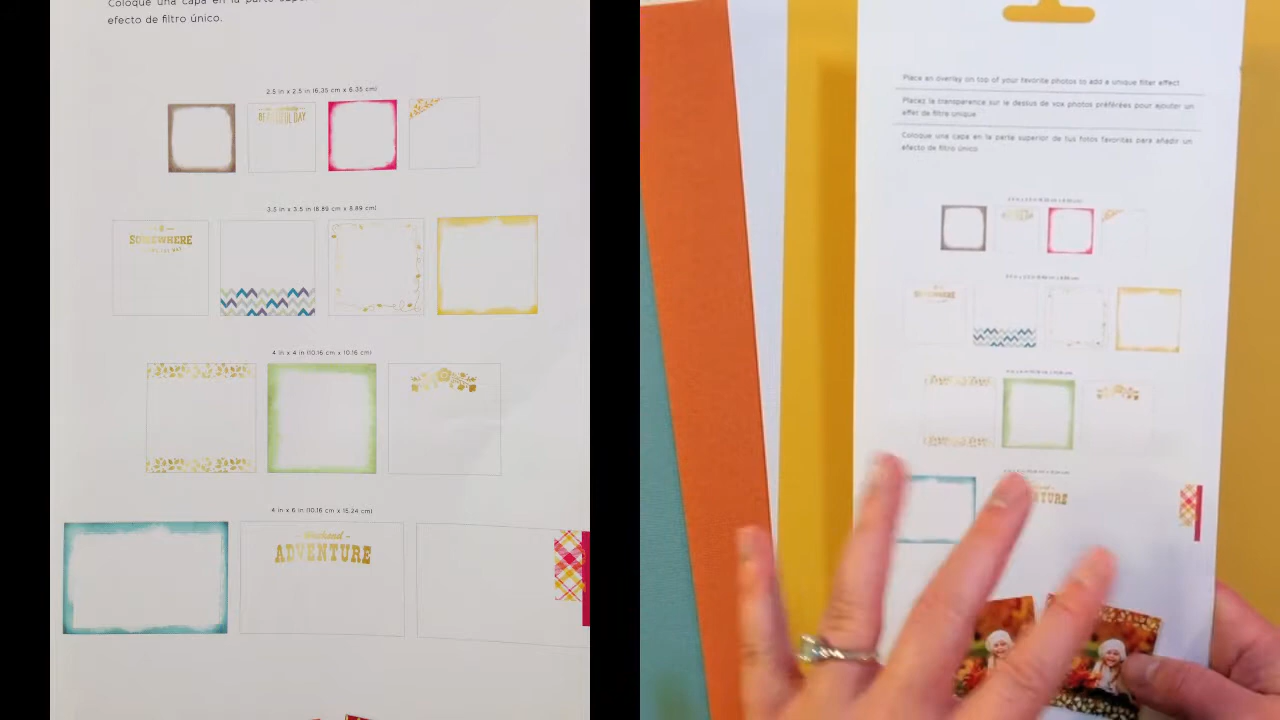 Coloque una capa en la parte
efecto de filtro único.
2.5 in x 2.5 in (6.35 cm x 6.35 cm)
BEAUTIFUL DAY
3.5 in x 3.5 in (8.89 cm x 8.89 cm)
SOMEWHERE
4 in x 4 in (10.16 cm x 10.16 cm)
4 in x 6 in (10.16 cm x 15.24 cm)
Weekend
ADVENTURE
Place an overlay on top of your favorite photos to add a unique filter effect.
Placez la transparence sur le dessus de vos photos préférées pour ajouter un
effet de filtre unique.
Coloque una capa en la parte superior de tus fotos favoritas para añadir un
efecto de filtro único.
SOMEWHERE